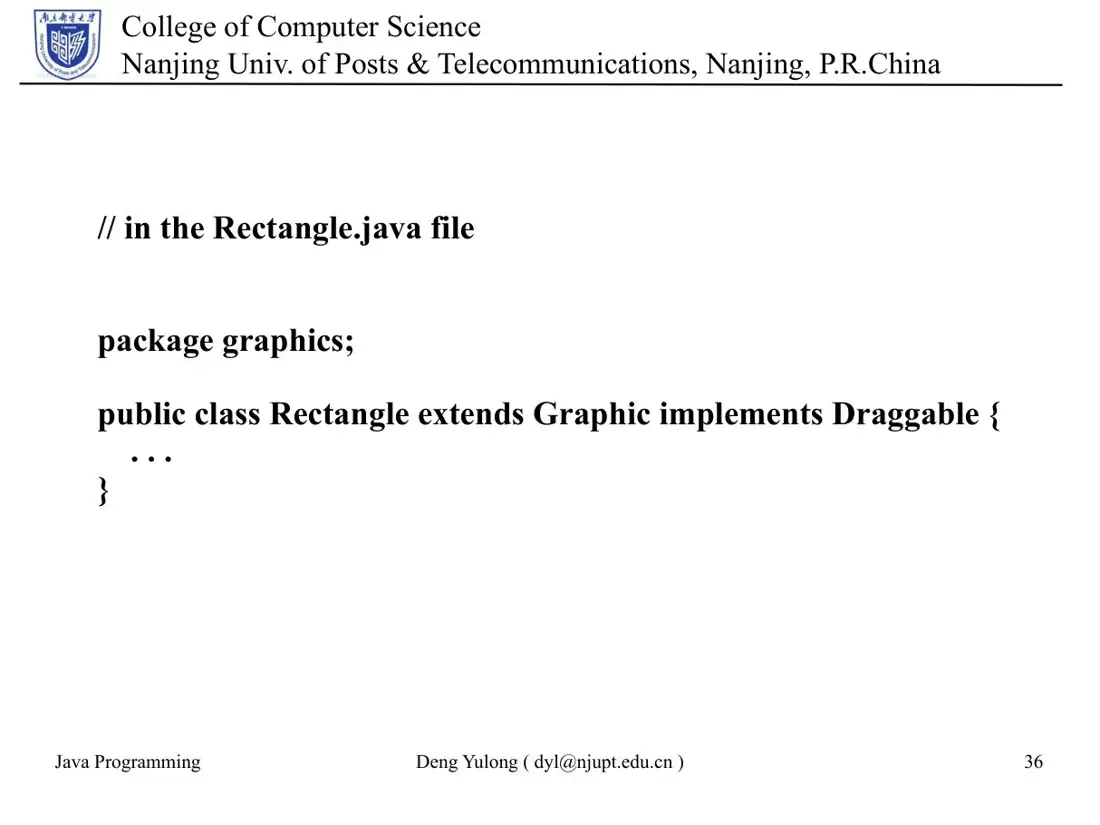 College of Computer Science
Nanjing Univ. of Posts & Telecommunications, Nanjing, P.R.China
// in the Rectangle.java file
package graphics;
public class Rectangle extends Graphic implements Draggable {
. . .
}
Java Programming
Deng Yulong ( dyl@njupt.edu.cn )
36